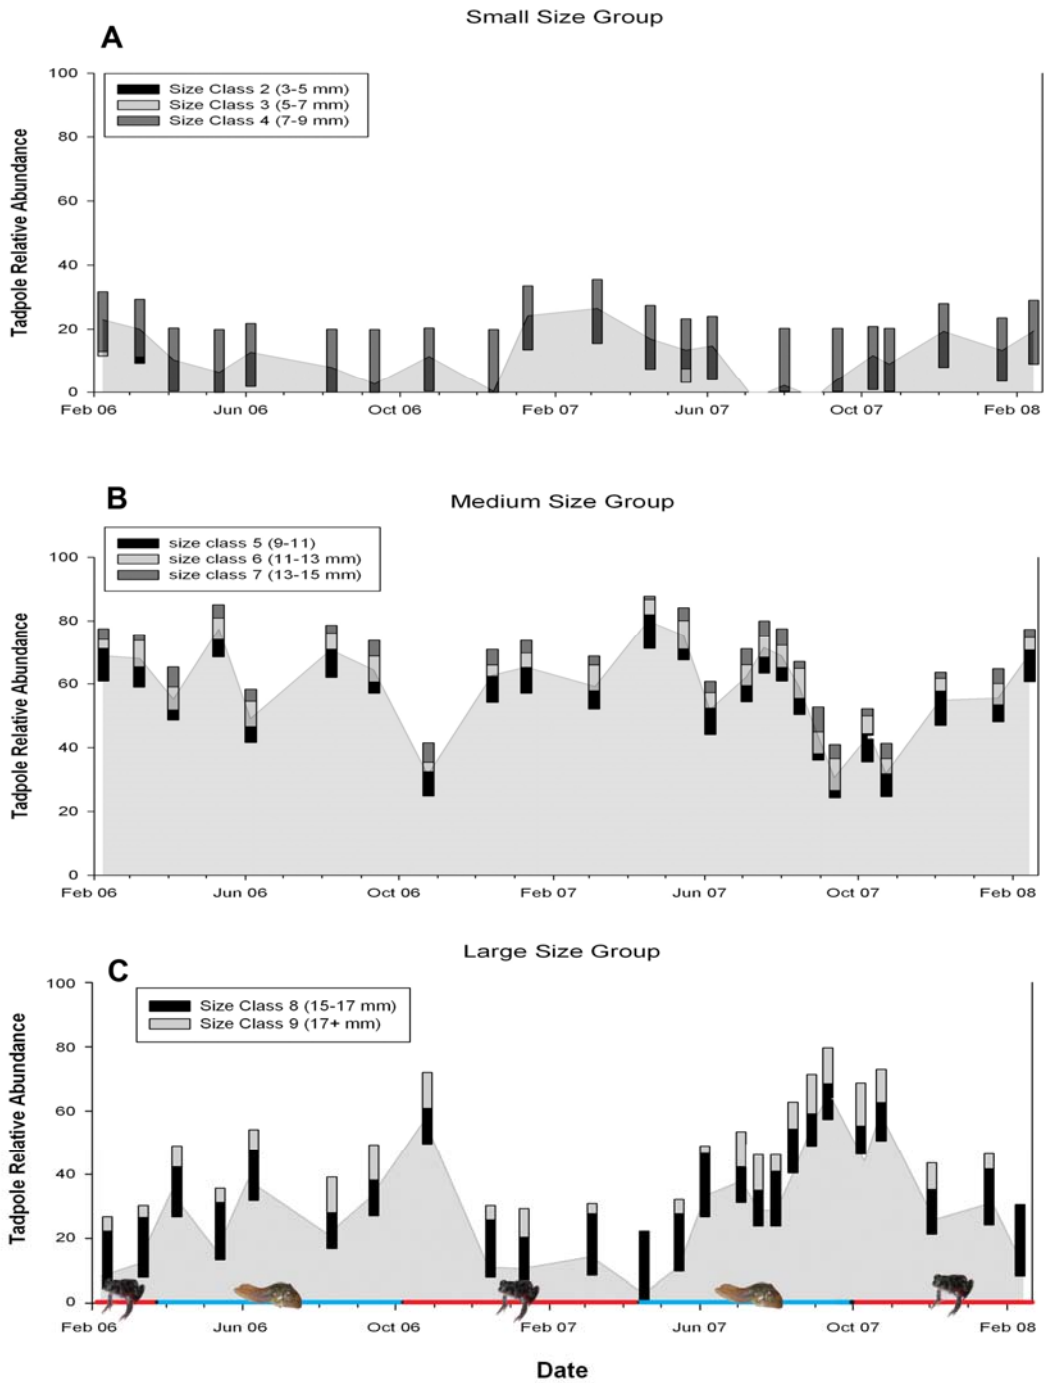 Small Size Group
A
100
Size Class 2 (3-5 mm)
Size Class 3 (5-7 mm)
Size Class 4 (7-9 mm)
80
60
40
20
0
Tadpole Relative Abundance
Feb 06 Jun 06 Oct 06 Feb 07 Jun 07 Oct 07 Feb 08
B
Medium Size Group
size class 5 (9-11)
100
size class 6 (11-13 mm)
size class 7 (13-15 mm)
80
60
40
20
0
Tadpole Relative Abundance
Feb 06 Jun 06 Oct 06 Feb 07 Jun 07 Oct 07 Feb 08
Large Size Group
C
100
Size Class 8 (15-17 mm)
Size Class 9 (17+ mm)
80
60
40
20
0
Tadpole Relative Abundance
Feb 06 Jun 06 Oct 06 Feb 07 Jun 07 Oct 07 Feb 08
Date